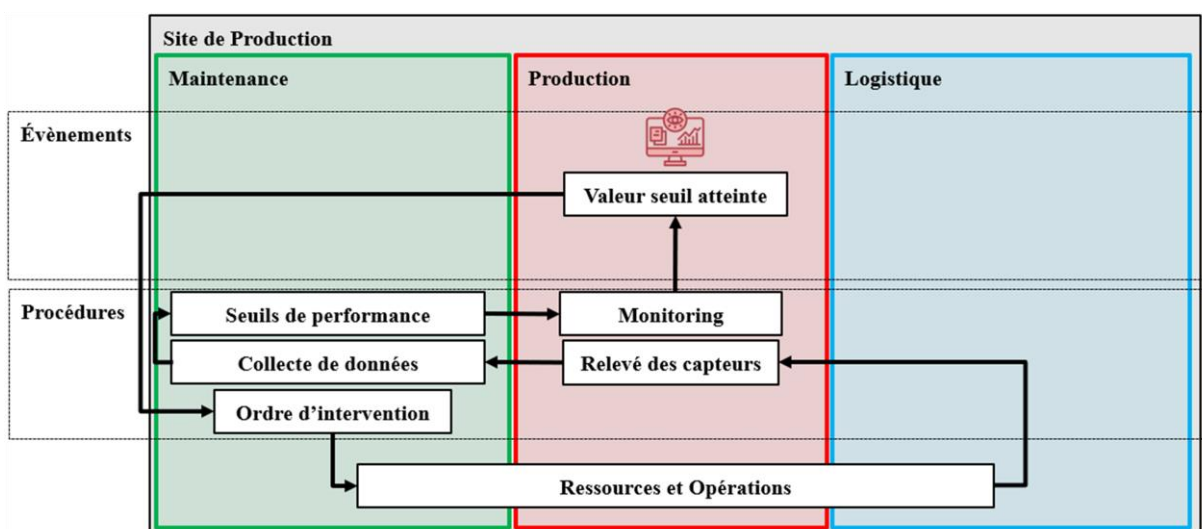 Site de Production
Maintenance
Production
Logistique
Évènements
Valeur seuil atteinte
Procédures
Seuils de performance
Monitoring
Collecte de données
Relevé des capteurs
Ordre d’intervention
Ressources et Opérations